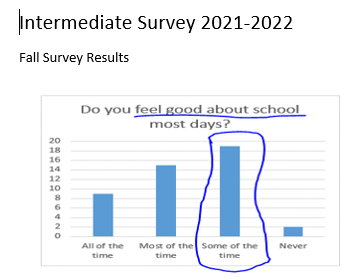 Intermediate Survey 2021-2022
Fall Survey Results
Do you feel good about school
most days?
20
18
16
14
12
10
8
6
4
2
0
All of the
time
Most of the
time
Some of the
time
Never